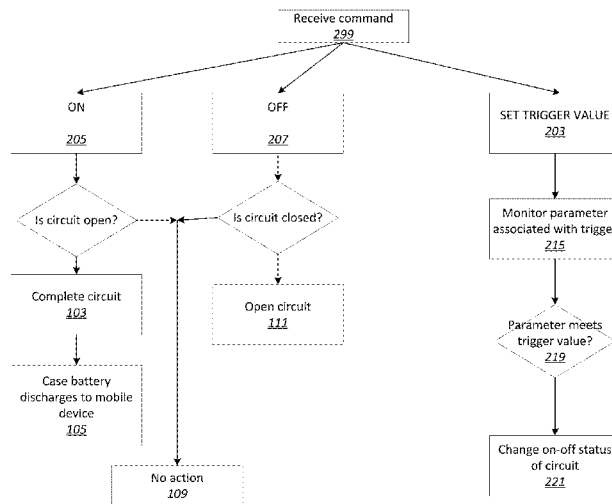 Receive command
299
ON
205
OFF
207
SET TRIGGER VALUE
203
Is circuit open?
Is circuit closed?
Monitor parameter
associated with trigger
215
Complete circuit
103
Open circuit
111
Parameter meets
trigger value?
219
Case battery
discharges to mobile
device
105
No action
109
Change on-off status
of circuit
221